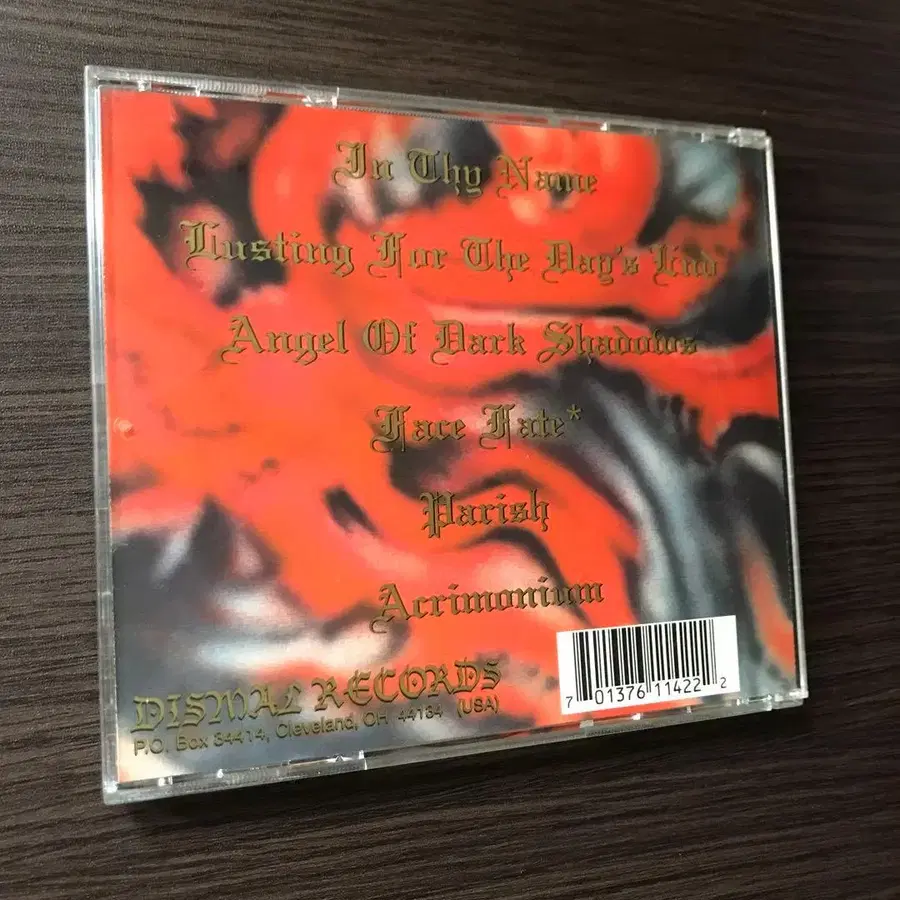 In Thy Name
Lusting For The Day's End
Angel Of Dark Shadows
Face Fate*
Parish
Acrimonium
DISMAL RECORDS
P.O. Box 34414, Cleveland, OH 44134 (USA)
7 01376 11422 2